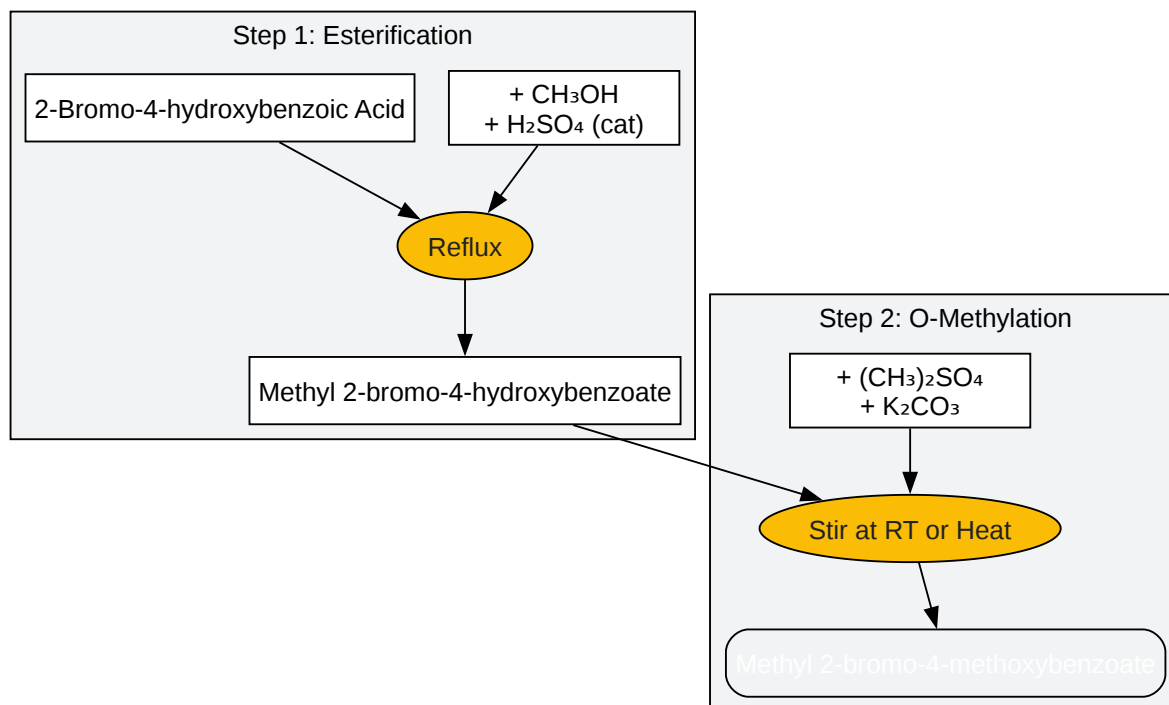 Step 1: Esterification
2-Bromo-4-hydroxybenzoic Acid
+ CH₃OH
+ H₂SO₄ (cat)
Reflux
Methyl 2-bromo-4-hydroxybenzoate
Step 2: O-Methylation
+ (CH₃)₂SO₄
+ K₂CO₃
Stir at RT or Heat
Methyl 2-bromo-4-methoxybenzoate